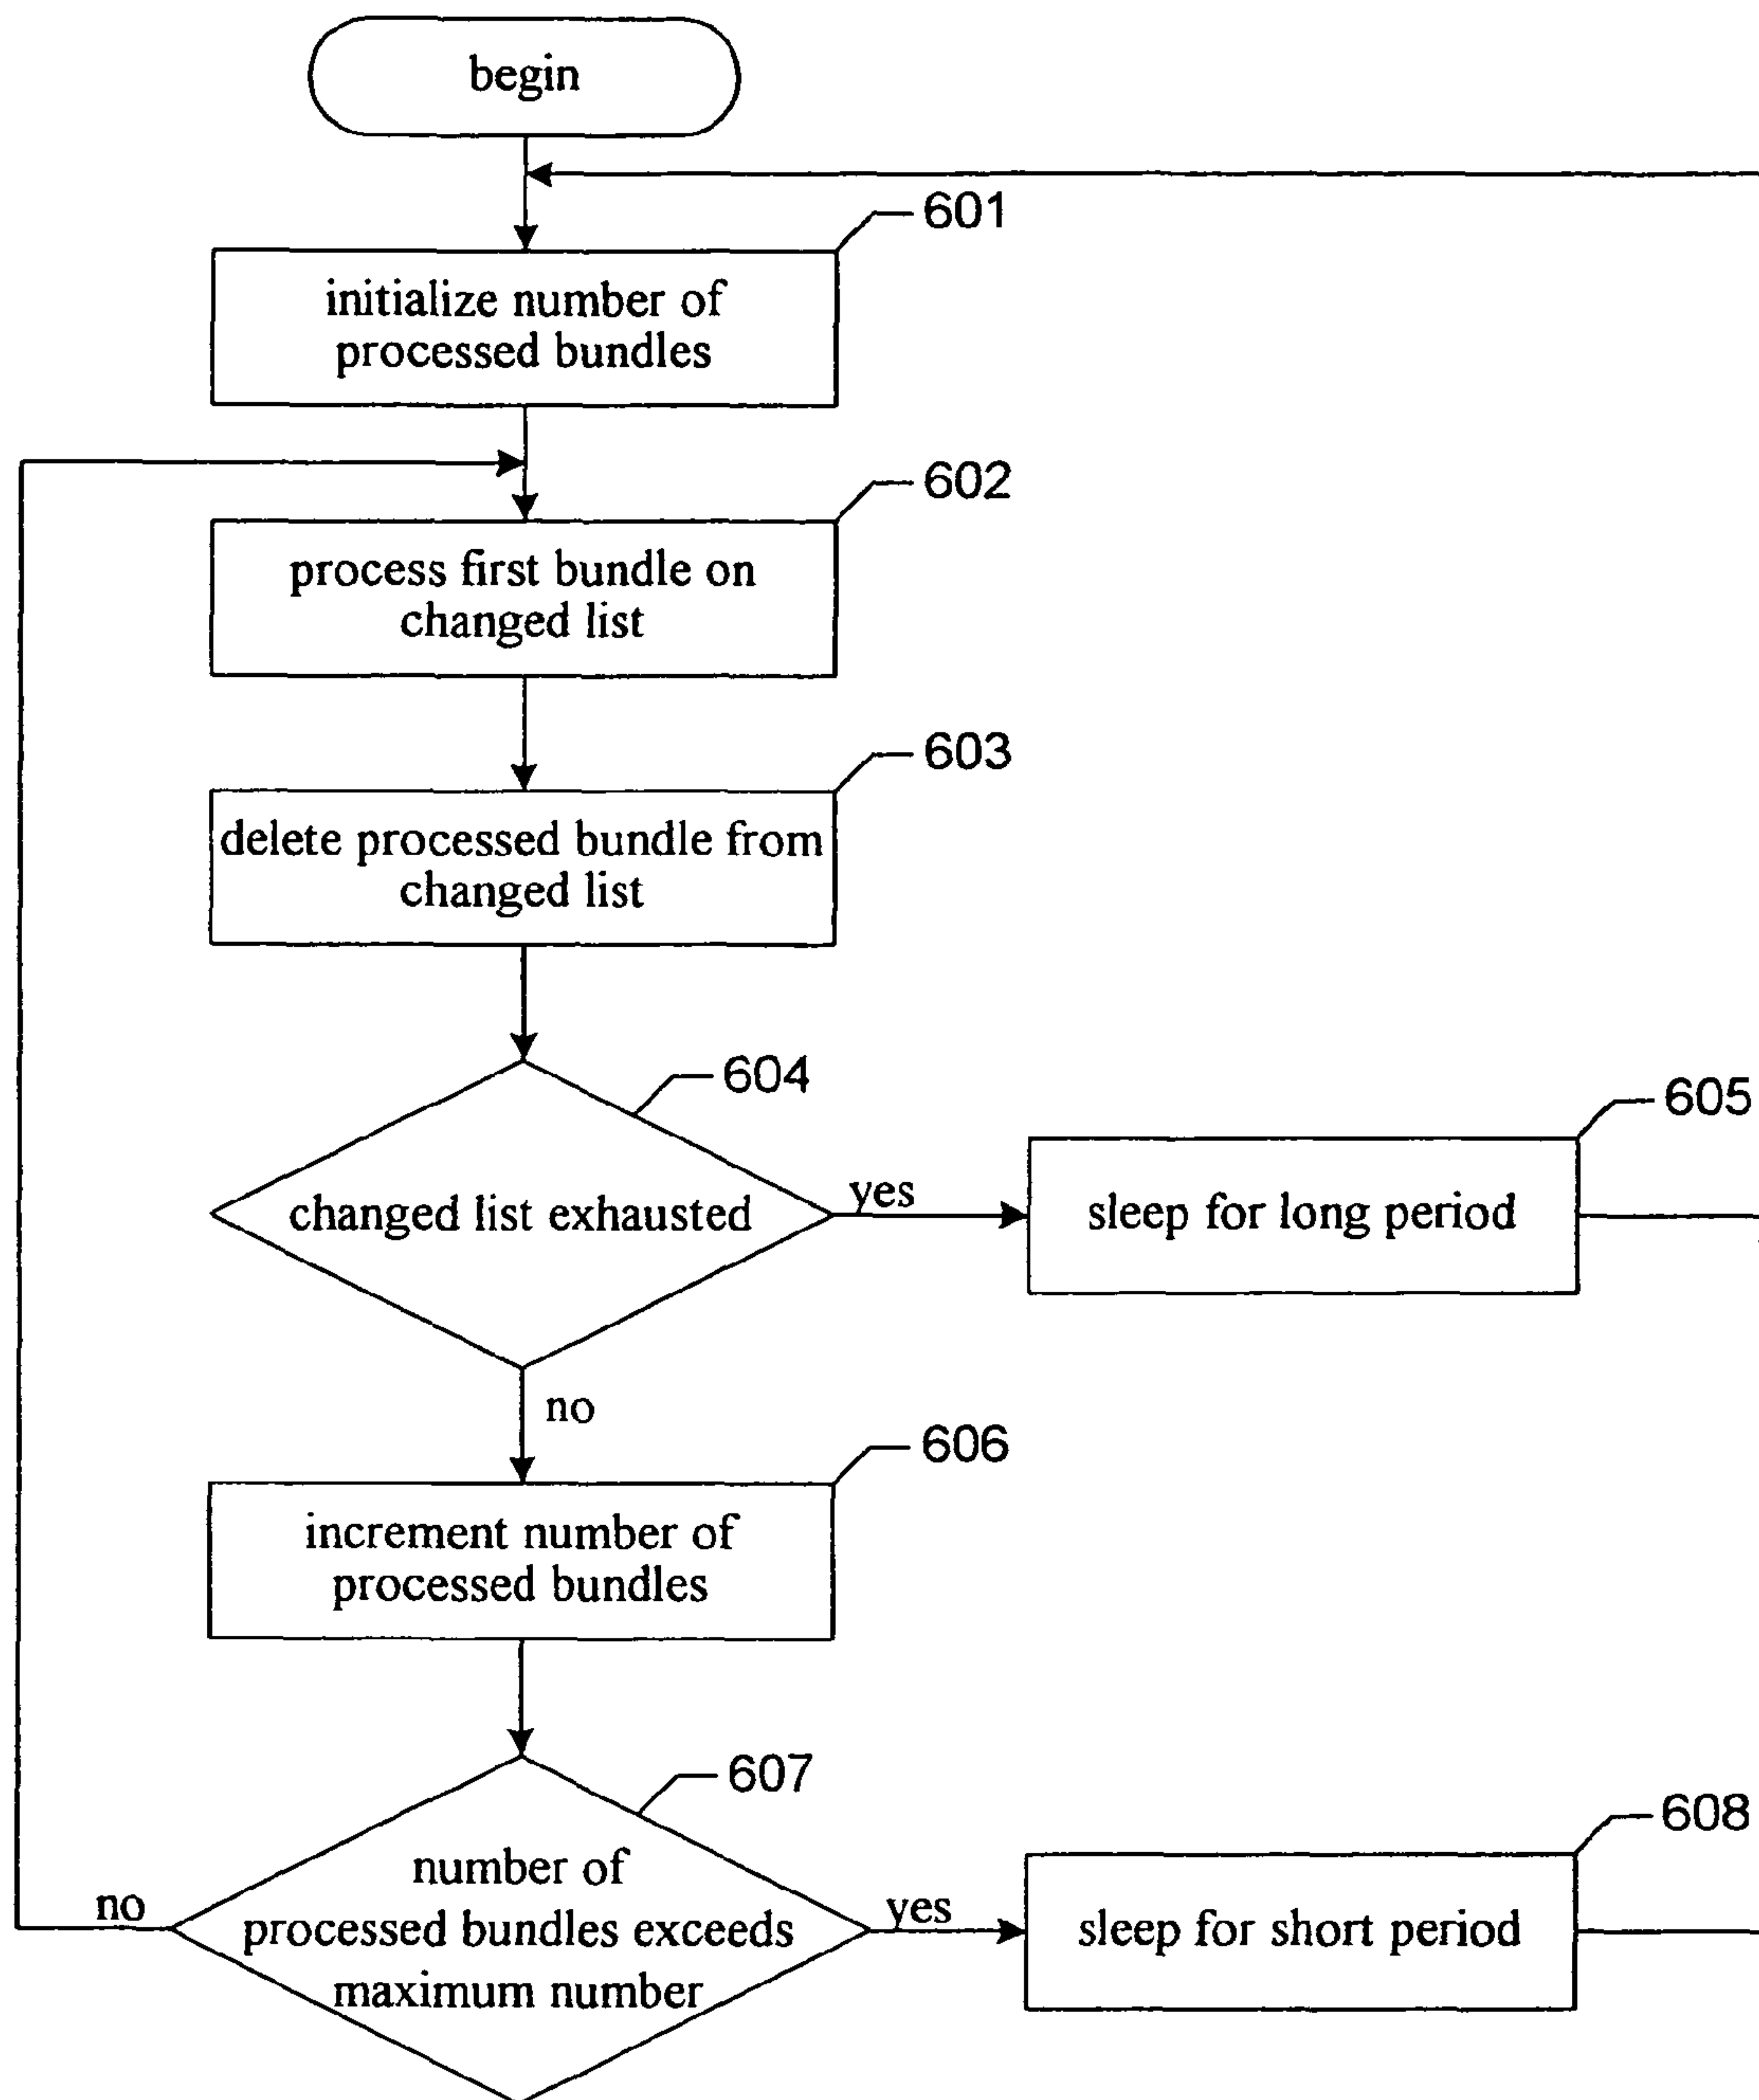 begin
601
initialize number of
processed bundles
602
process first bundle on
changed list
603
delete processed bundle from
changed list
604
changed list exhausted
yes
605
sleep for long period
no
606
increment number of
processed bundles
607
number of
processed bundles exceeds
maximum number
no
yes
608
sleep for short period